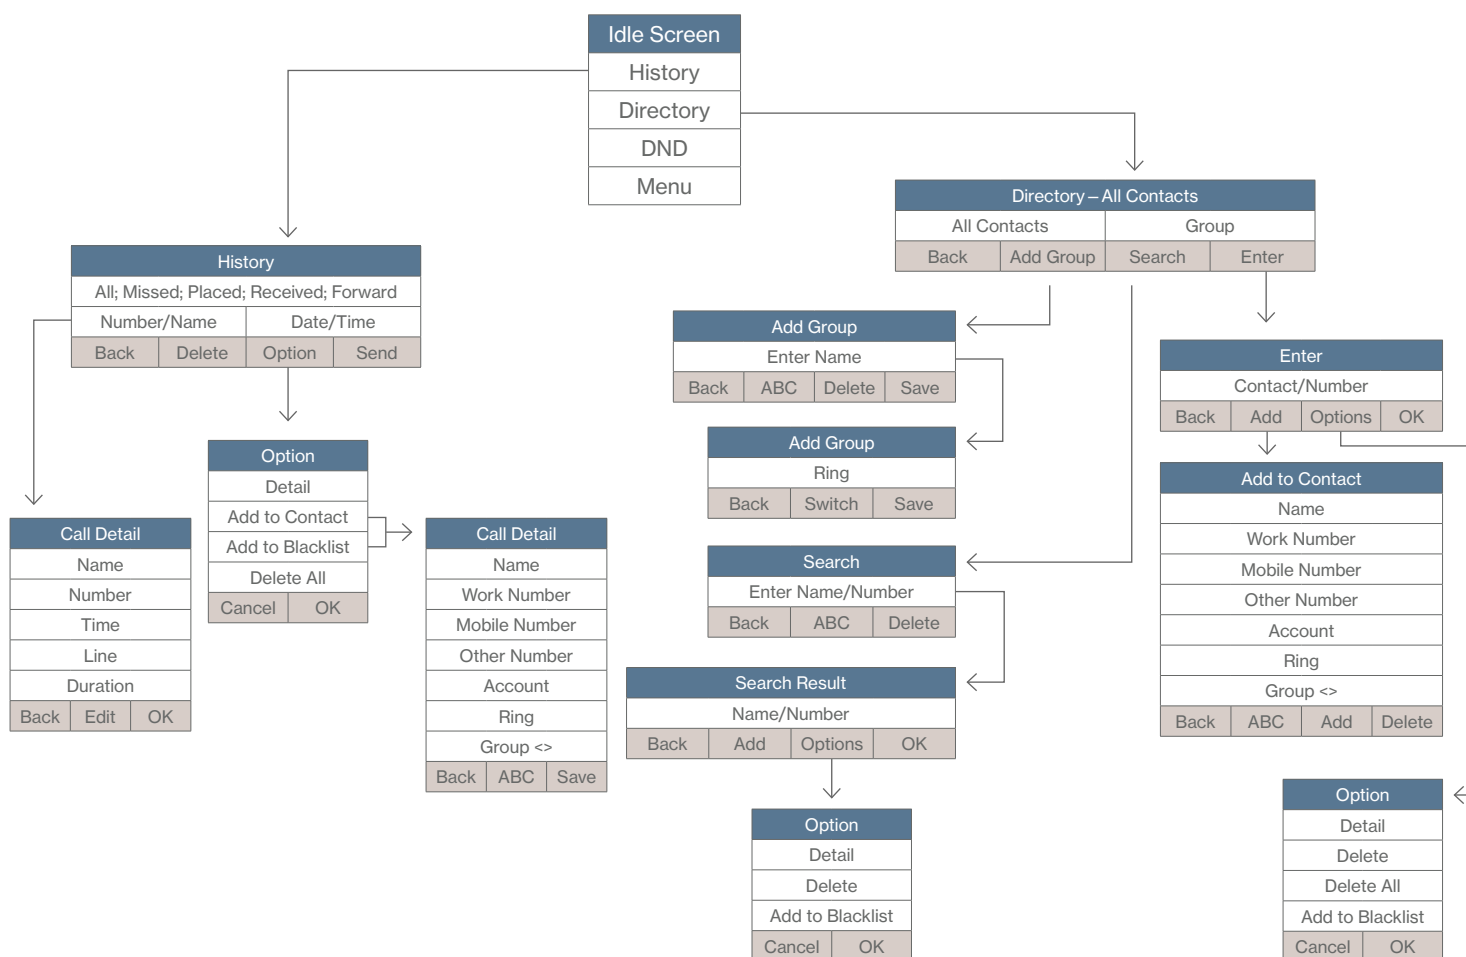 Idle Screen
History
Directory
DND
Menu
History
All; Missed; Placed; Received; Forward
Number/Name Date/Time
Back Delete Option Send
Call Detail
Name
Number
Time
Line
Duration
Back Edit OK
Option
Detail
Add to Contact
Add to Blacklist
Delete All
Cancel OK
Call Detail
Name
Work Number
Mobile Number
Other Number
Account
Ring
Group <>
Back ABC Save
Directory – All Contacts
All Contacts Group
Back Add Group Search Enter
Add Group
Enter Name
Back ABC Delete Save
Add Group
Ring
Back Switch Save
Search
Enter Name/Number
Back ABC Delete
Search Result
Name/Number
Back Add Options OK
Option
Detail
Delete
Add to Blacklist
Cancel OK
Enter
Contact/Number
Back Add Options OK
Add to Contact
Name
Work Number
Mobile Number
Other Number
Account
Ring
Group <>
Back ABC Add Delete
Option
Detail
Delete
Delete All
Add to Blacklist
Cancel OK